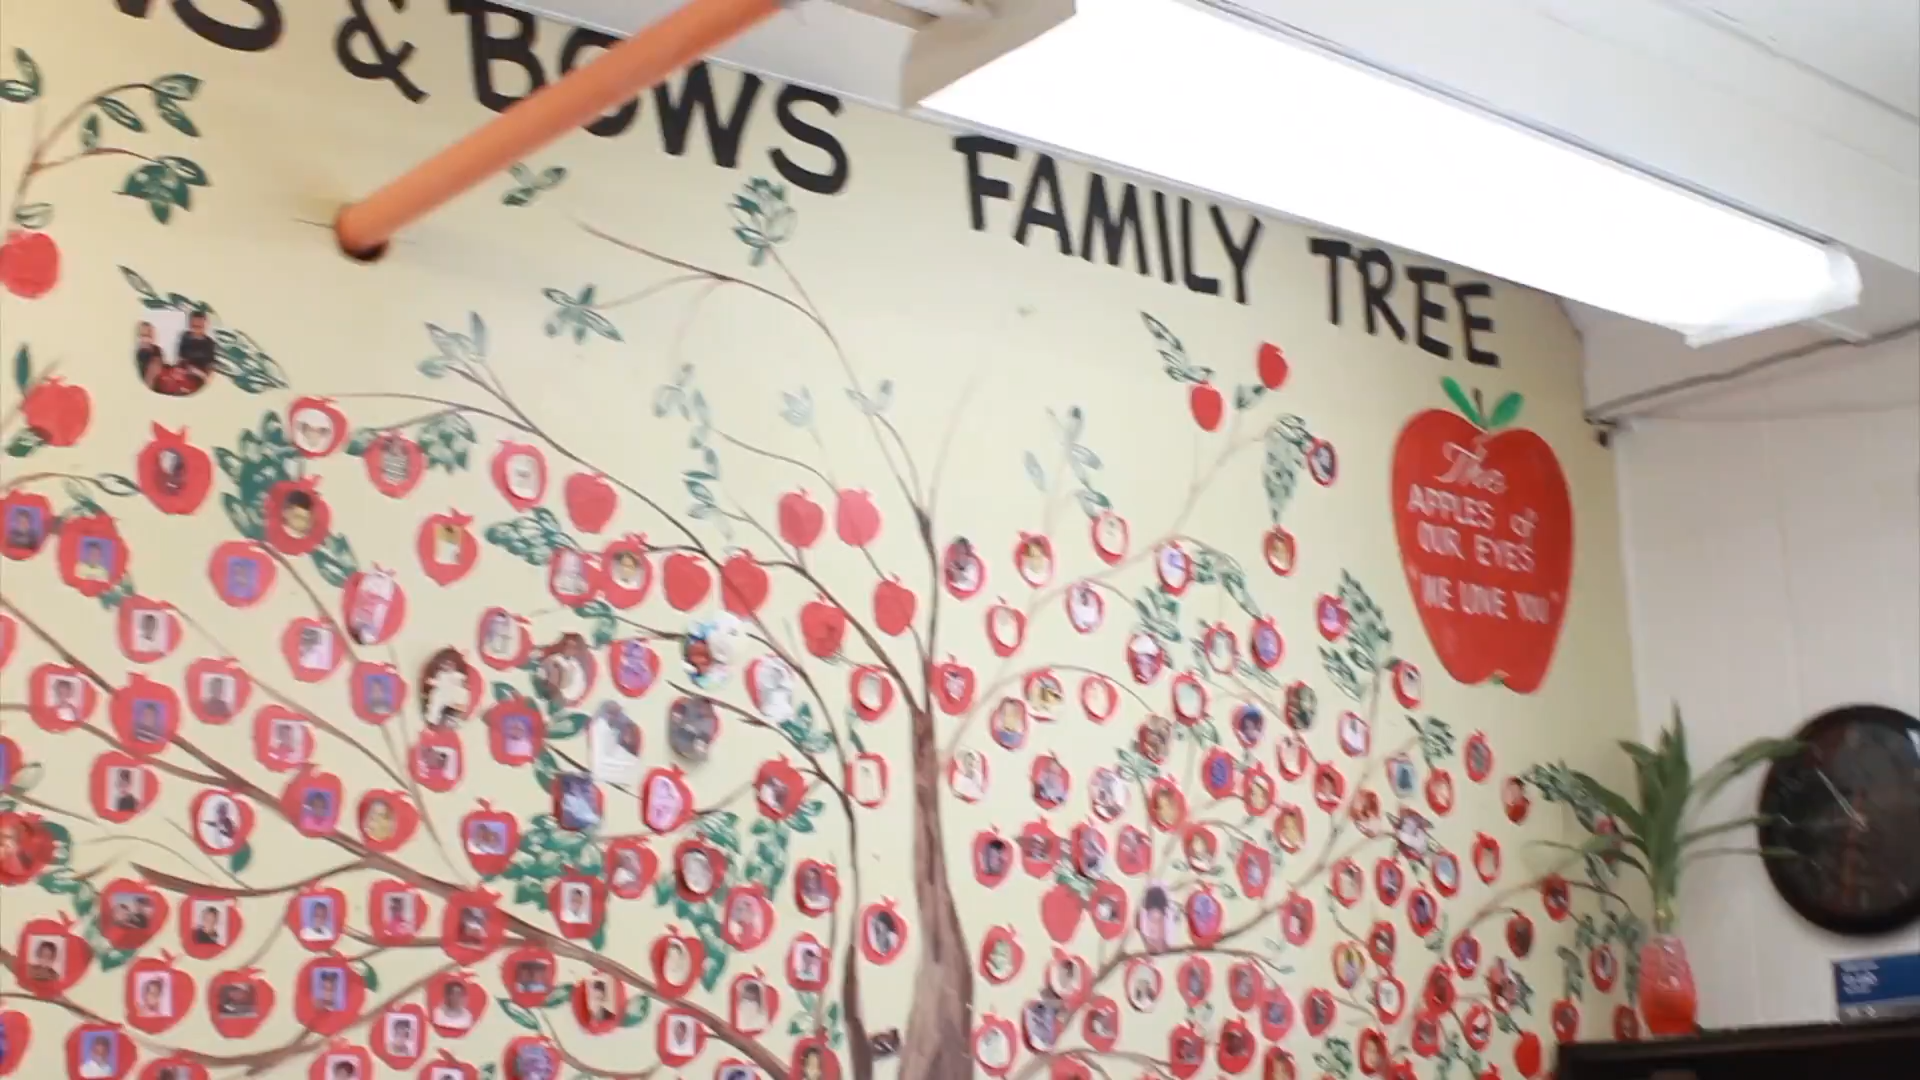 & BOWS FAMILY TREE
The
APPLES of
OUR EYES
"WE LOVE YOU"